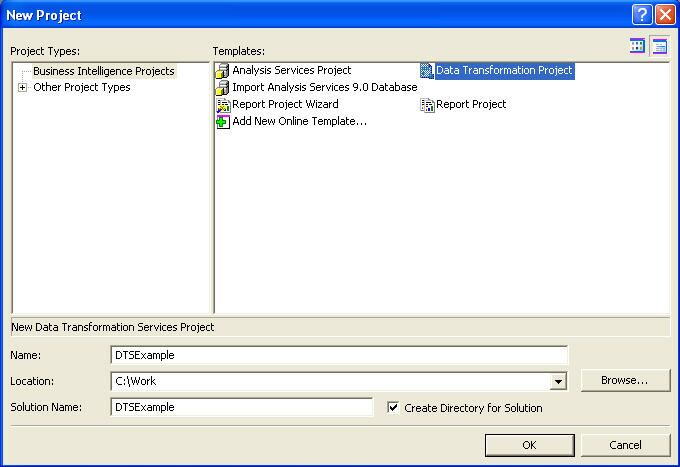 New Project
Project Types:
Templates:
Business Intelligence Projects
Other Project Types
Analysis Services Project
Data Transformation Project
Import Analysis Services 9.0 Database
Report Project Wizard
Report Project
Add New Online Template...
New Data Transformation Services Project
Name:
DTSExample
Location:
C:\Work
Browse...
Solution Name:
DTSExample
Create Directory for Solution
OK
Cancel